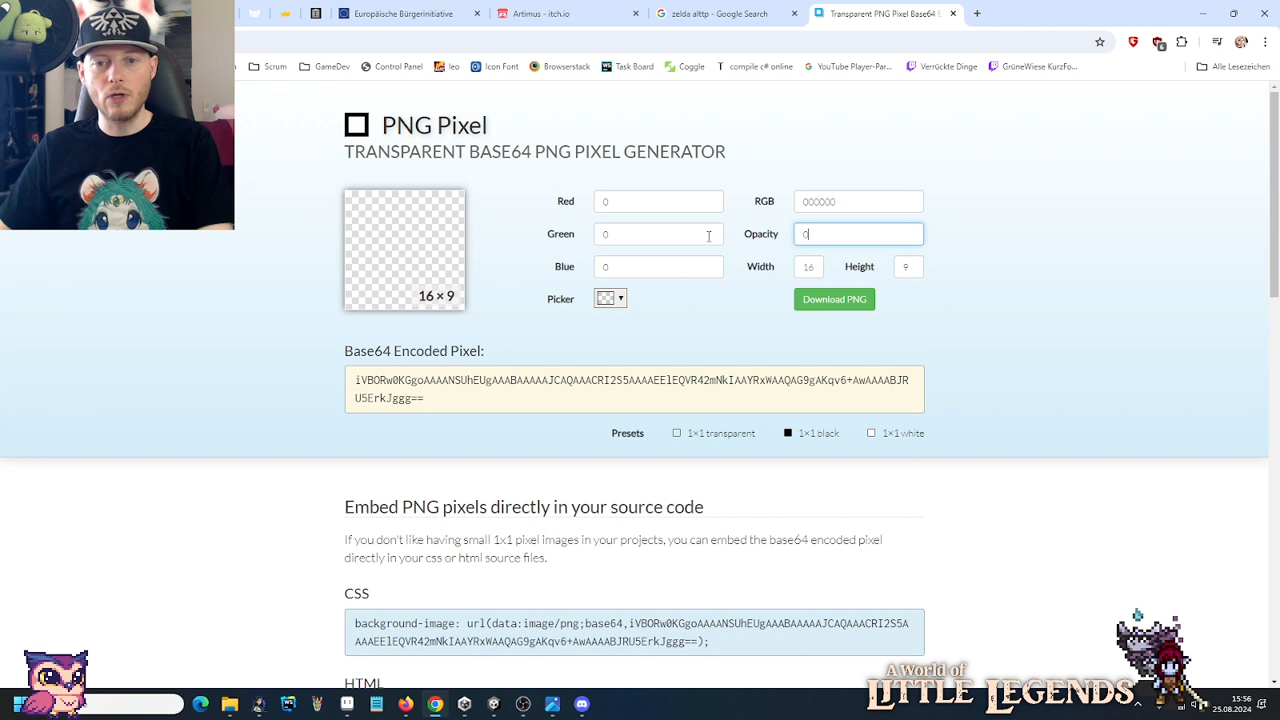 Europäische Bürgerinitiative
Artimus
zelda alttp - Google Search
Transparent PNG Pixel Base64 E
Scrum
GameDev
Control Panel
leo
Icon Font
Browserstack
Task Board
Coggle
compile c# online
YouTube Player-Par...
Verrückte Dinge
GrüneWiese KurzFo...
Alle Lesezeichen
PNG Pixel
TRANSPARENT BASE64 PNG PIXEL GENERATOR
16 × 9
Red 0 RGB 000000
Green 0 Opacity 0
Blue 0 Width 16 Height 9
Picker Download PNG
Base64 Encoded Pixel:
iVBORw0KGgoAAAANSUhEUgAAABAAAAAJCAQAAACRI2S5AAAAEElEQVR42mNkIAAYRxWAAQAG9gAKqv6+AwAAAABJR
U5ErkJggg==
Presets 1×1 transparent 1×1 black 1×1 white
Embed PNG pixels directly in your source code
If you don't like having small 1x1 pixel images in your projects, you can embed the base64 encoded pixel
directly in your css or html source files.
CSS
background-image: url(data:image/png;base64,iVBORw0KGgoAAAANSUhEUgAAABAAAAAJCAQAAACRI2S5A
AAAEElEQVR42mNkIAAYRxWAAQAG9gAKqv6+AwAAAABJRU5ErkJggg==);
HTML
A World of
LITTLE LEGENDS
15:56
25.08.2024